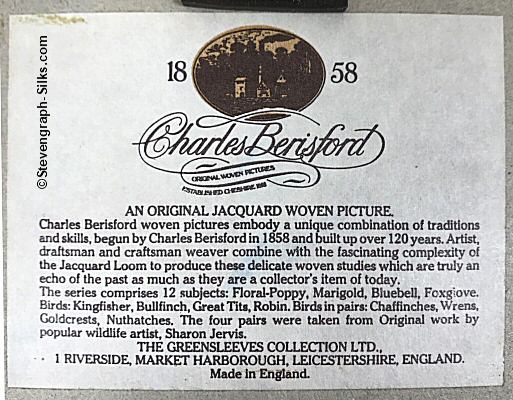 ©Stevengraph-Silks.com
18 58
Charles Berisford
ORIGINAL WOVEN PICTURES
ESTABLISHED CHESHIRE 1858
AN ORIGINAL JACQUARD WOVEN PICTURE.
Charles Berisford woven pictures embody a unique combination of traditions
and skills, begun by Charles Berisford in 1858 and built up over 120 years. Artist,
draftsman and craftsman weaver combine with the fascinating complexity of
the Jacquard Loom to produce these delicate woven studies which are truly an
echo of the past as much as they are a collector's item of today.
The series comprises 12 subjects: Floral-Poppy, Marigold, Bluebell, Foxglove.
Birds: Kingfisher, Bullfinch, Great Tits, Robin. Birds in pairs: Chaffinches, Wrens,
Goldcrests, Nuthatches. The four pairs were taken from Original work by
popular wildlife artist, Sharon Jervis.
THE GREENSLEEVES COLLECTION LTD.,
1 RIVERSIDE, MARKET HARBOROUGH, LEICESTERSHIRE, ENGLAND.
Made in England.